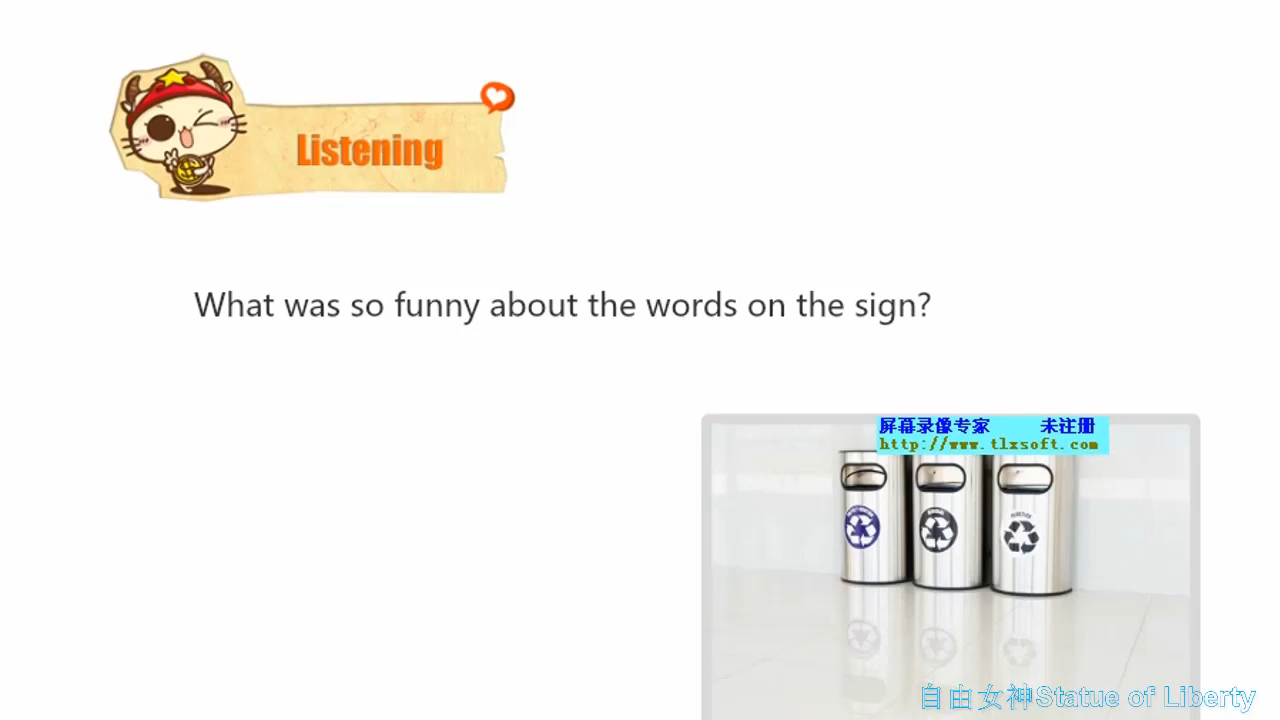 Listening
What was so funny about the words on the sign?
屏幕录像专家 未注册
http://www.tlxsoft.com
自由女神Statue of Liberty